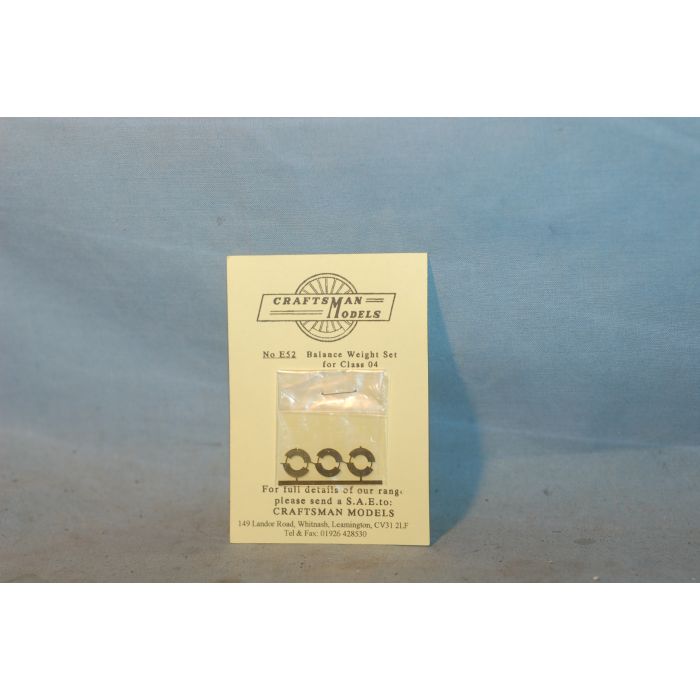 CRAFTSMAN
MODELS
No E52 Balance Weight Set
for Class 04
For full details of our rang
please send a S.A.E.to:
CRAFTSMAN MODELS
149 Landor Road, Whitnash, Leamington, CV31 2LF
Tel & Fax: 01926 428530